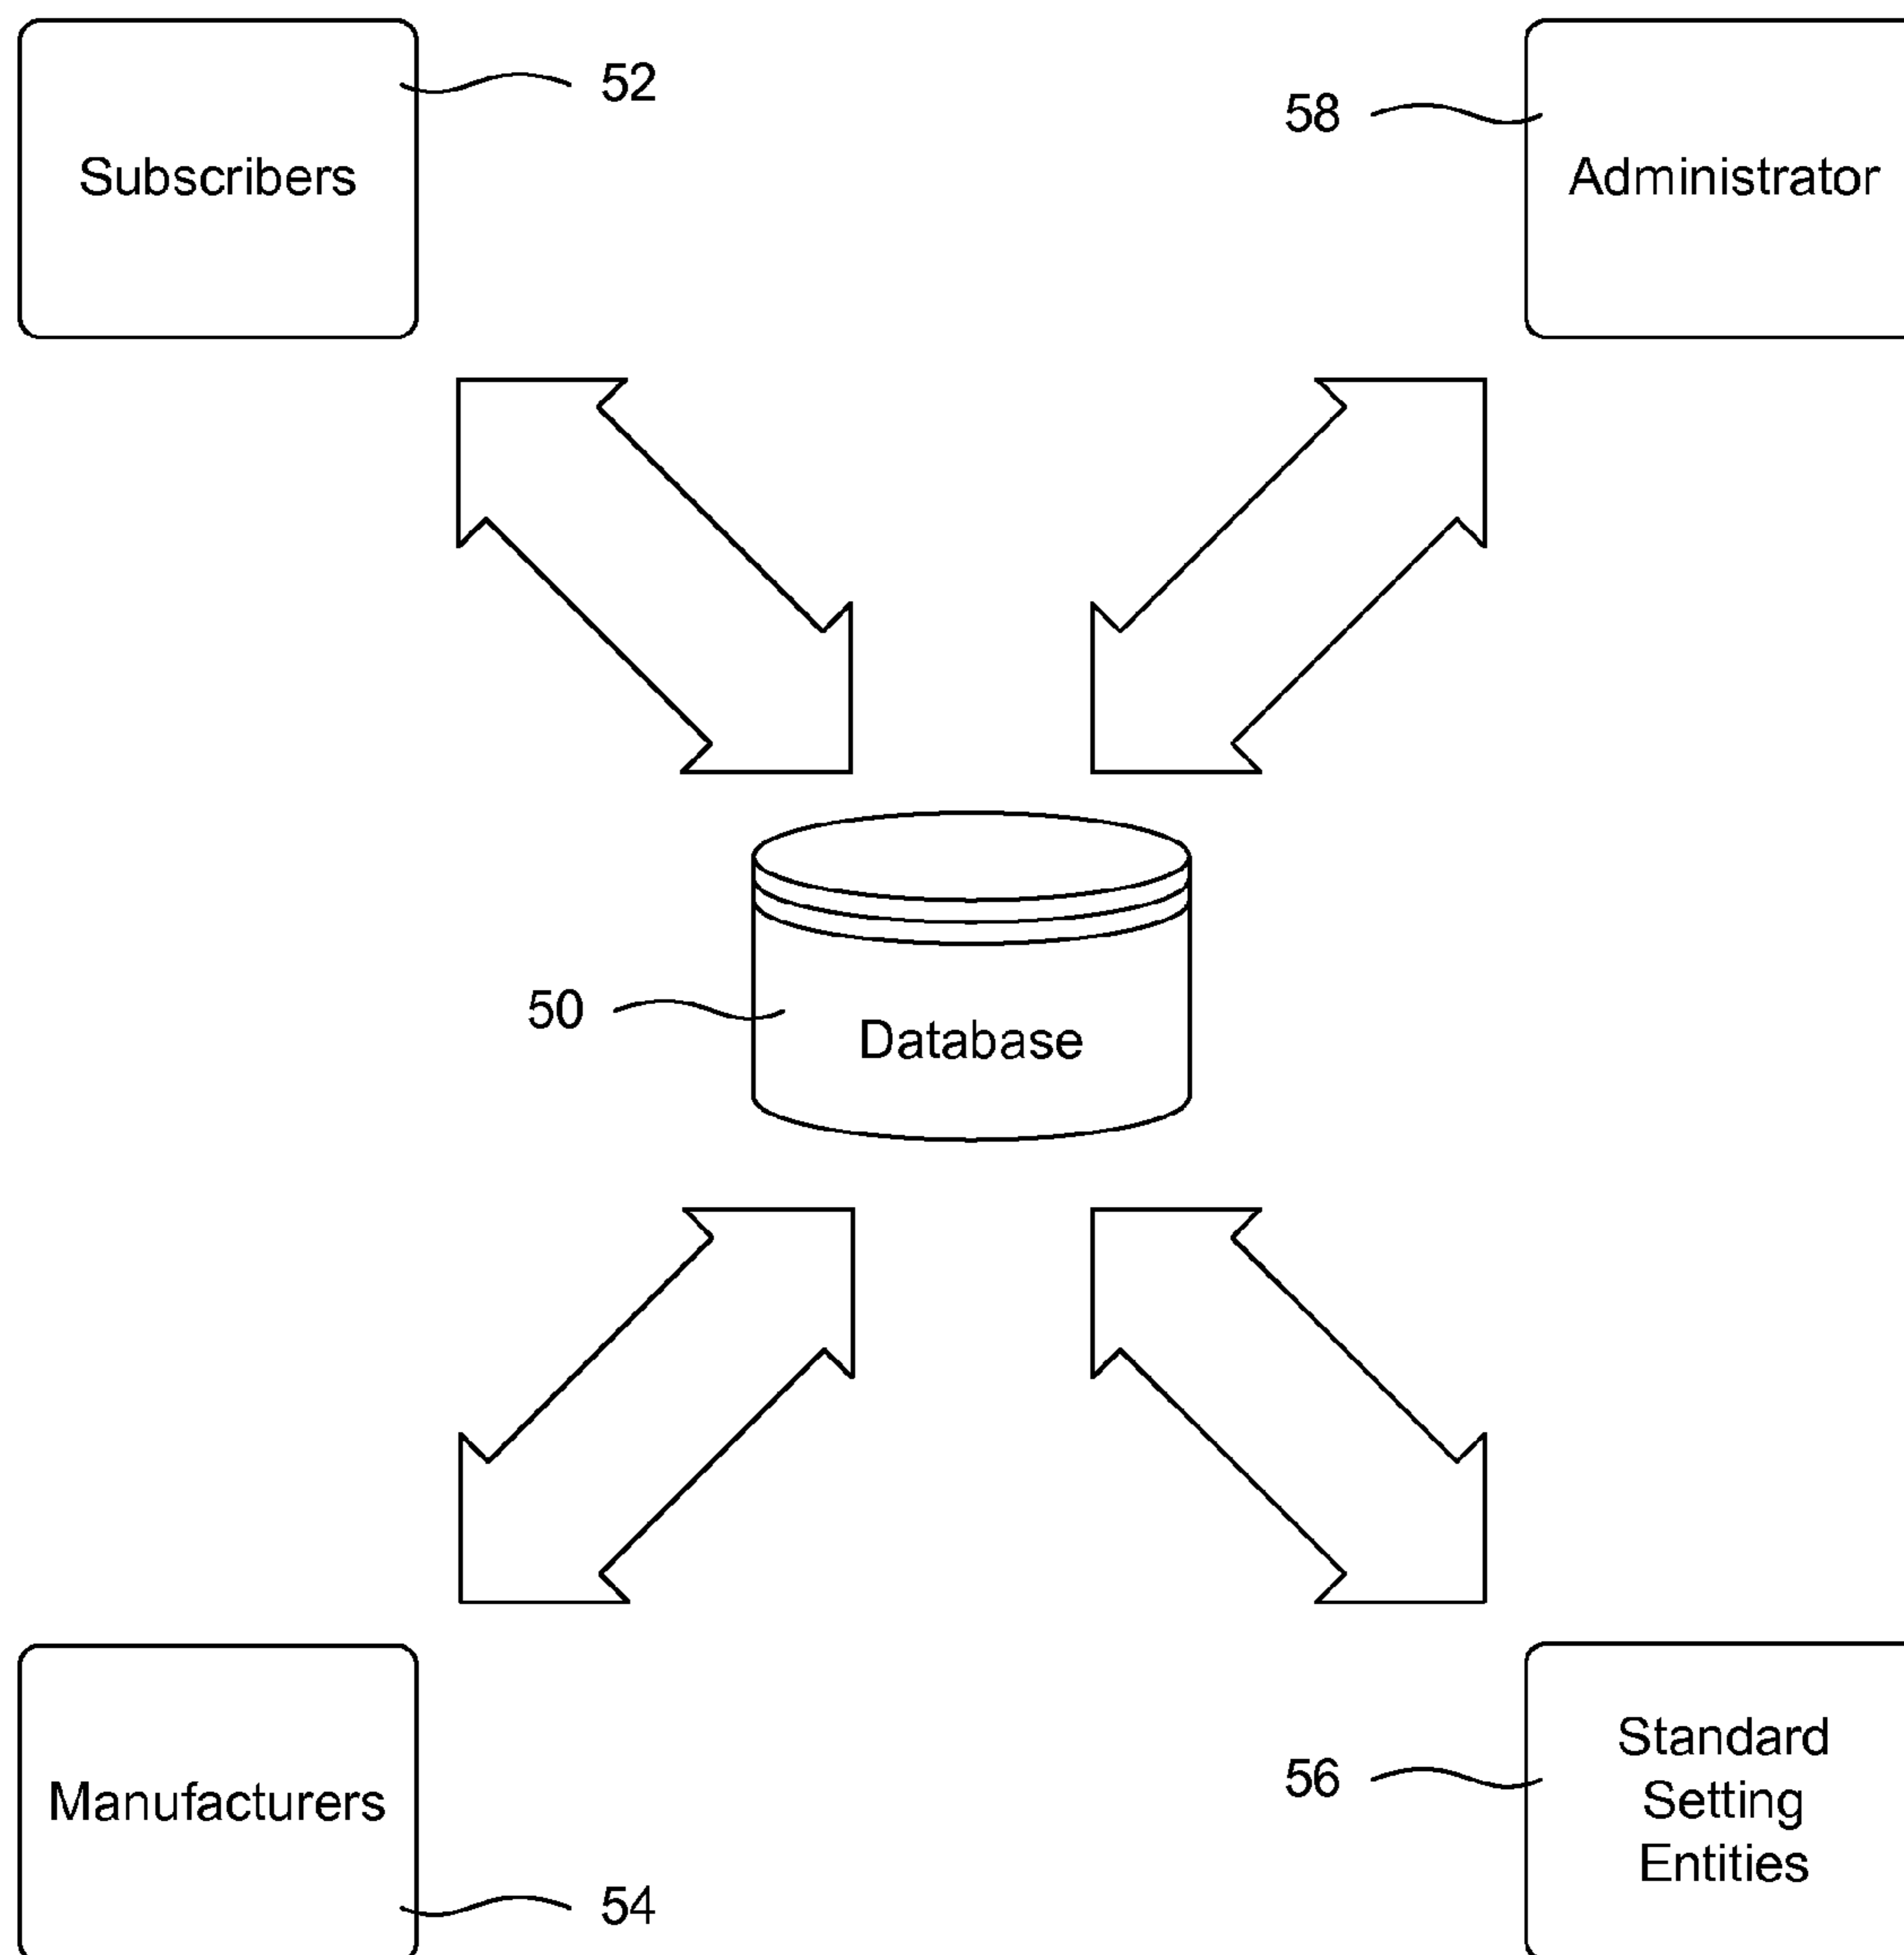 52
58
Subscribers
Administrator
50
Database
Standard
Setting
Entities
56
Manufacturers
54